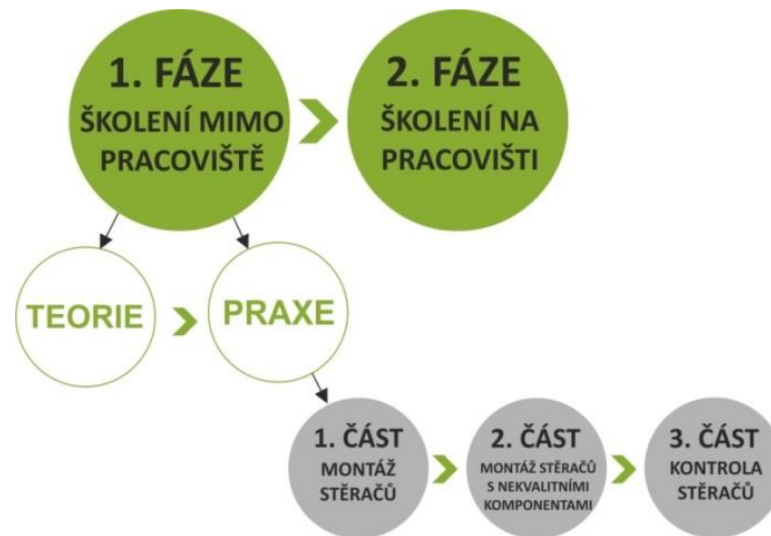 1. FÁZE
ŠKOLENÍ MIMO
PRACOVIŠTĚ
2. FÁZE
ŠKOLENÍ NA
PRACOVIŠTI
TEORIE
PRAXE
1. ČÁST
MONTÁŽ
STĚRAČŮ
2. ČÁST
MONTÁŽ STĚRAČŮ
S NEKVALITNÍMI
KOMPONENTAMI
3. ČÁST
KONTROLA
STĚRAČŮ